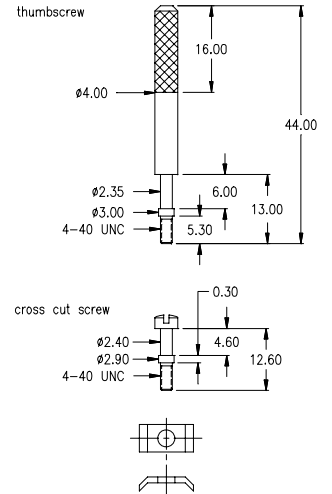 thumbscrew
16.00
ø4.00
44.00
ø2.35
6.00
ø3.00
13.00
5.30
4-40 UNC
0.30
cross cut screw
ø2.40
4.60
12.60
ø2.90
4-40 UNC